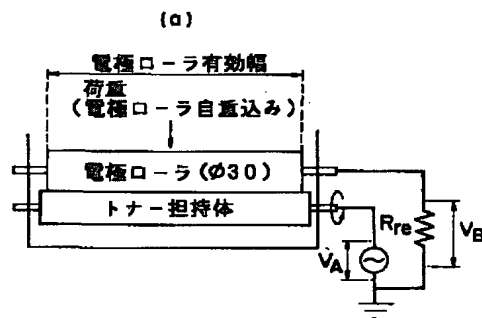 (a)
電極ローラ有効幅
荷重
(電極ローラ自重込み)
電極ローラ(Φ30)
トナー担持体
Rre
VB
VA